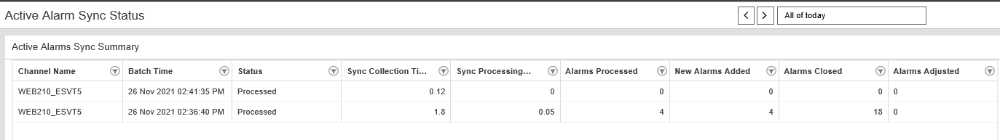 Active Alarm Sync Status
All of today
Active Alarms Sync Summary
Channel Name Batch Time Status Sync Collection Ti... Sync Processing... Alarms Processed New Alarms Added Alarms Closed Alarms Adjusted
WEB210_ESVT5 26 Nov 2021 02:41:35 PM Processed 0.12 0 0 0 0 0
WEB210_ESVT5 26 Nov 2021 02:36:40 PM Processed 1.8 0.05 4 4 18 0